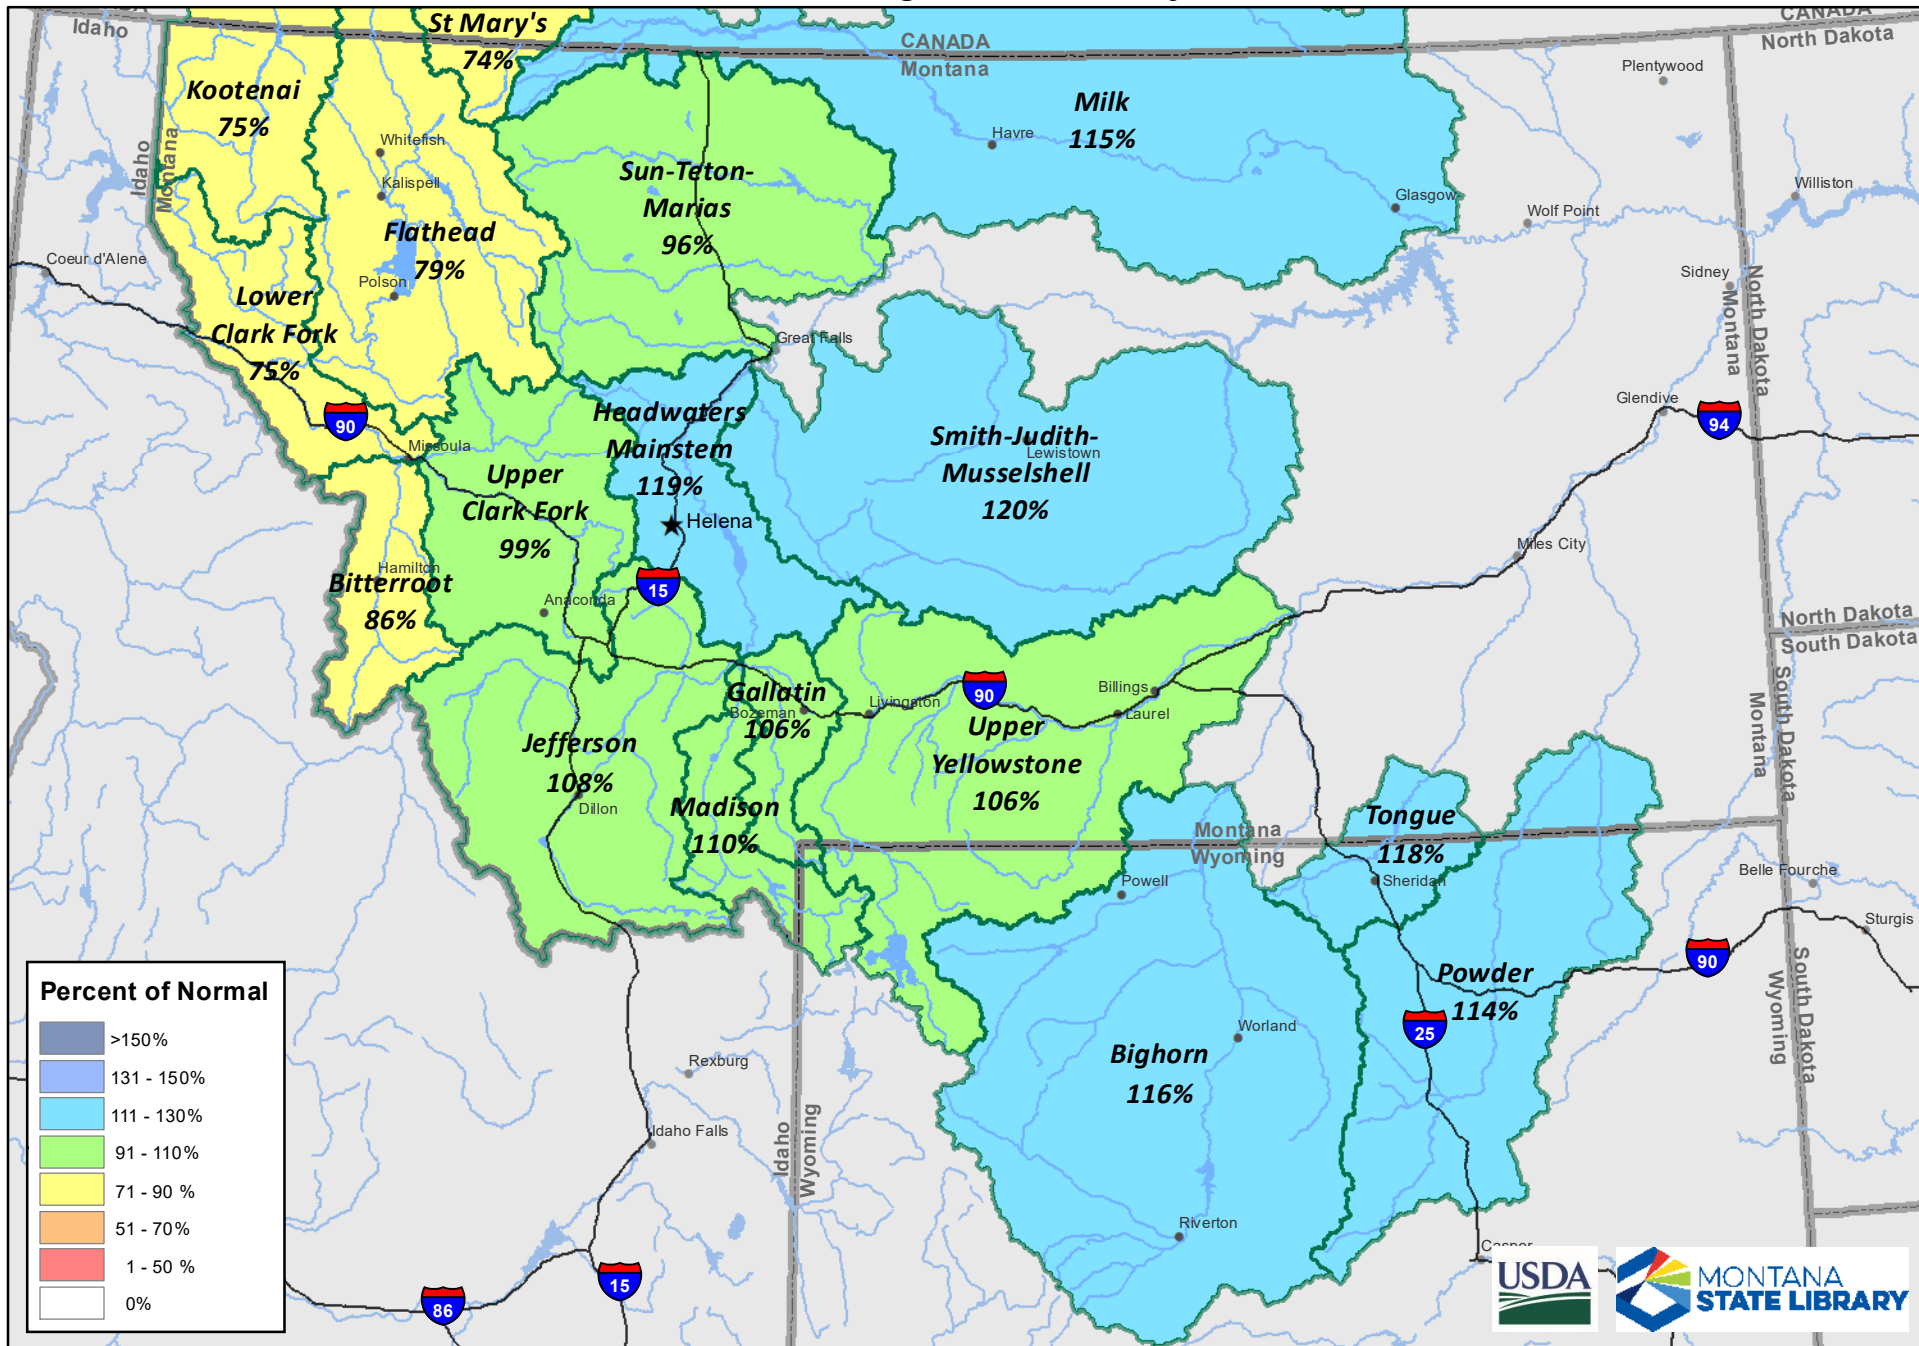 CANADA
Idaho
CANADA
North Dakota
St Mary's
74%
CANADA
Montana
Kootenai
75%
Idaho
Montana
Whitefish
Kalispell
Flathead
79%
Polson
Sun-Teton-
Marias
96%
Milk
115%
Havre
Glasgow
Plentywood
Williston
Wolf Point
Sidney
North Dakota
Montana
Coeur d'Alene
Lower
Clark Fork
75%
Great Falls
90
Missoula
Headwaters
Mainstem
119%
Helena
Smith-Judith-
Lewistown
Musselshell
120%
Glendive
94
Upper
Clark Fork
99%
Hamilton
Bitterroot
86%
Anaconda
15
Miles City
North Dakota
South Dakota
Gallatin
Bozeman
106%
Livingston
90
Billings
Laurel
Upper
Yellowstone
106%
South Dakota
Montana
Jefferson
108%
Dillon
Madison
110%
Montana
Wyoming
Tongue
118%
Sheridan
Powell
Belle Fourche
Sturgis
90
Powder
114%
25
South Dakota
Wyoming
Worland
Bighorn
116%
Riverton
Casper
Rexburg
Idaho Falls
Idaho
Wyoming
15
86
Percent of Normal
>150%
131 - 150%
111 - 130%
91 - 110%
71 - 90 %
51 - 70%
1 - 50 %
0%
USDA
MONTANA
STATE LIBRARY